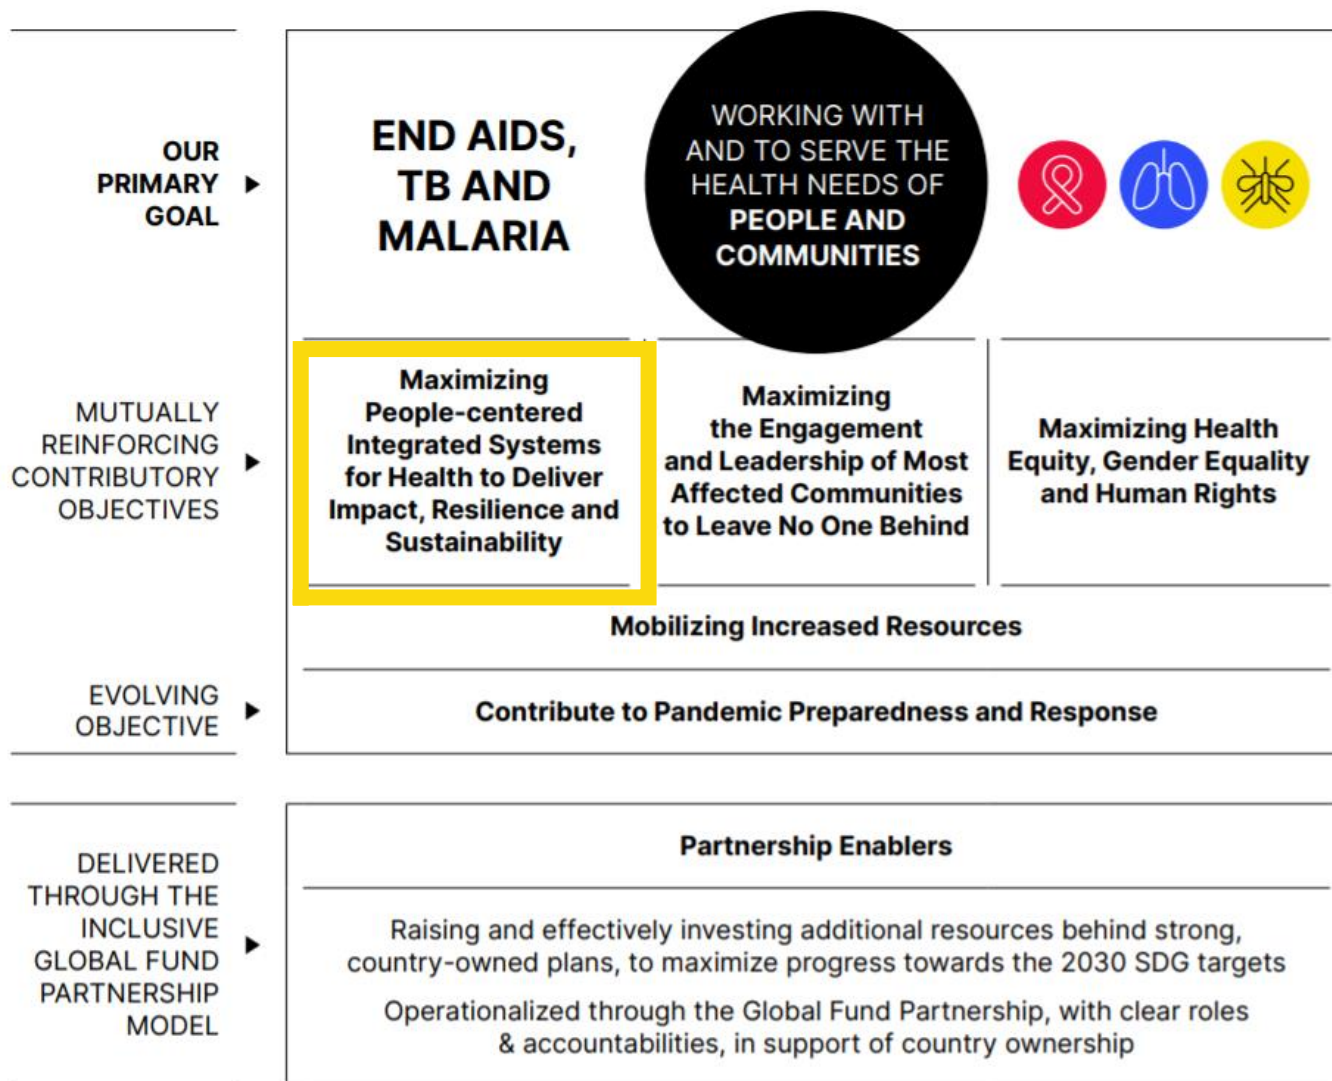 OUR
PRIMARY
GOAL
END AIDS,
TB AND
MALARIA
WORKING WITH
AND TO SERVE THE
HEALTH NEEDS OF
PEOPLE AND
COMMUNITIES
MUTUALLY
REINFORCING
CONTRIBUTORY
OBJECTIVES
Maximizing
People-centered
Integrated Systems
for Health to Deliver
Impact, Resilience and
Sustainability
Maximizing
the Engagement
and Leadership of Most
Affected Communities
to Leave No One Behind
Maximizing Health
Equity, Gender Equality
and Human Rights
Mobilizing Increased Resources
EVOLVING
OBJECTIVE
Contribute to Pandemic Preparedness and Response
DELIVERED
THROUGH THE
INCLUSIVE
GLOBAL FUND
PARTNERSHIP
MODEL
Partnership Enablers
Raising and effectively investing additional resources behind strong,
country-owned plans, to maximize progress towards the 2030 SDG targets
Operationalized through the Global Fund Partnership, with clear roles
& accountabilities, in support of country ownership